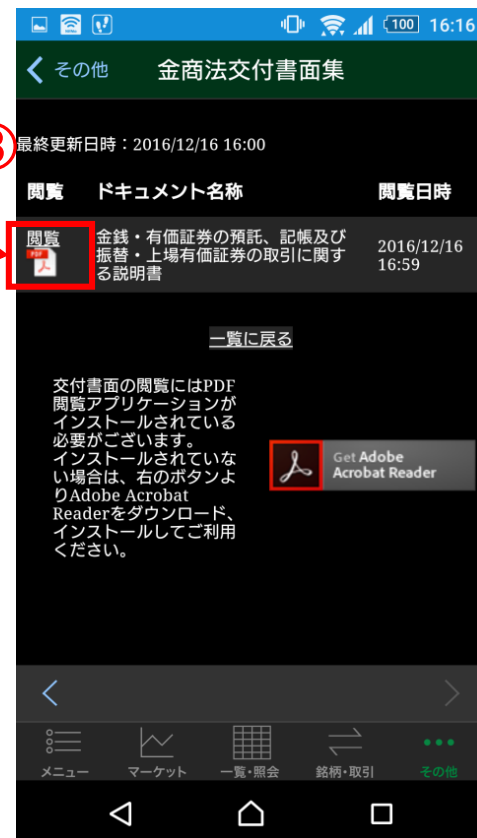 100 16:16
その他 金商法交付書面集
最終更新日時：2016/12/16 16:00
閲覧 ドキュメント名称 閲覧日時
閲覧
PDF
金銭・有価証券の預託、記帳及び
振替・上場有価証券の取引に関す
る説明書
2016/12/16
16:59
一覧に戻る
交付書面の閲覧にはPDF
閲覧アプリケーションが
インストールされている
必要がございます。
インストールされていな
い場合は、右のボタンよ
りAdobe Acrobat
Readerをダウンロード、
インストールしてご利用
ください。
Get Adobe
Acrobat Reader
メニュー マーケット 一覧・照会 銘柄・取引 その他